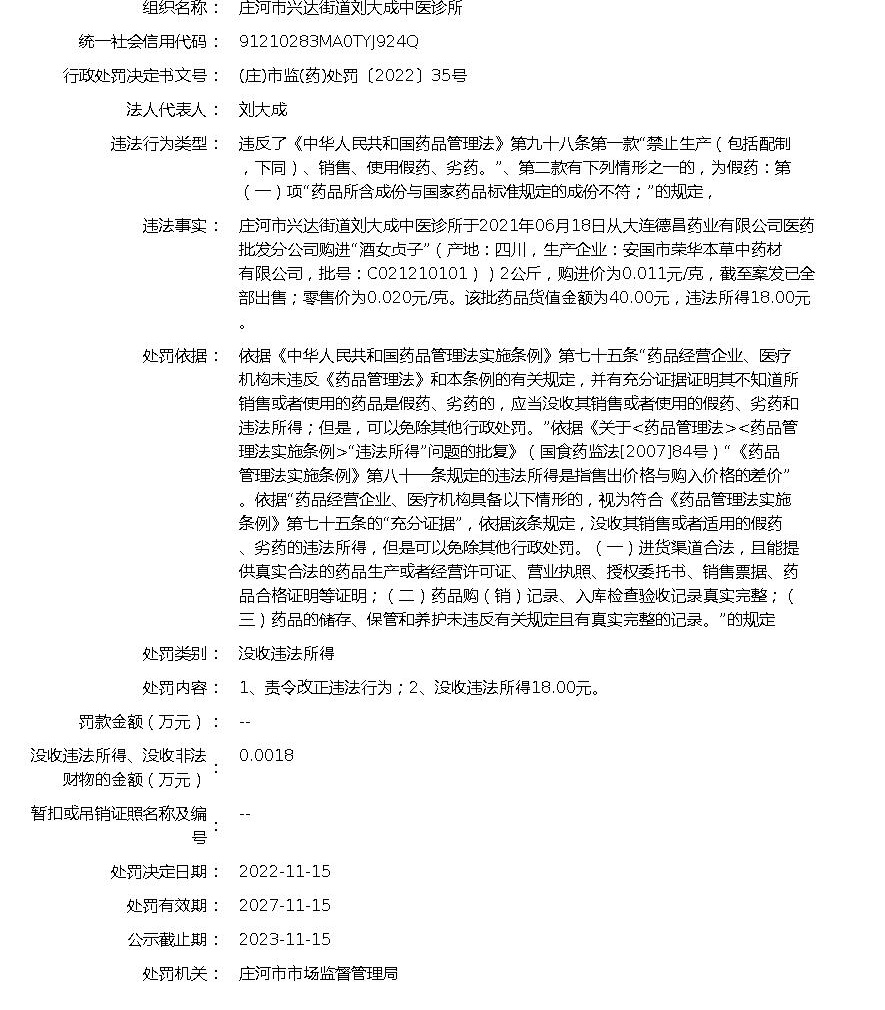 组织名称： 庄河市兴达街道刘大成中医诊所
统一社会信用代码： 91210283MA0TYJ924Q
行政处罚决定书文号： (庄)市监(药)处罚〔2022〕35号
法人代表人： 刘大成
违法行为类型： 违反了《中华人民共和国药品管理法》第九十八条第一款“禁止生产（包括配制
，下同）、销售、使用假药、劣药。”、第二款有下列情形之一的，为假药：第
（一）项“药品所含成份与国家药品标准规定的成份不符；”的规定，
违法事实： 庄河市兴达街道刘大成中医诊所于2021年06月18日从大连德昌药业有限公司医药
批发分公司购进“酒女贞子”（产地：四川，生产企业：安国市荣华本草中药材
有限公司，批号：C021210101））2公斤，购进价为0.011元/克，截至案发已全
部出售；零售价为0.020元/克。该批药品货值金额为40.00元，违法所得18.00元
。
处罚依据： 依据《中华人民共和国药品管理法实施条例》第七十五条“药品经营企业、医疗
机构未违反《药品管理法》和本条例的有关规定，并有充分证据证明其不知道所
销售或者使用的药品是假药、劣药的，应当没收其销售或者使用的假药、劣药和
违法所得；但是，可以免除其他行政处罚。”依据《关于<药品管理法><药品管
理法实施条例>“违法所得”问题的批复》（国食药监法[2007]84号）“《药品
管理法实施条例》第八十一条规定的违法所得是指售出价格与购入价格的差价”
。依据“药品经营企业、医疗机构具备以下情形的，视为符合《药品管理法实施
条例》第七十五条的“充分证据”，依据该条规定，没收其销售或者适用的假药
、劣药的违法所得，但是可以免除其他行政处罚。（一）进货渠道合法，且能提
供真实合法的药品生产或者经营许可证、营业执照、授权委托书、销售票据、药
品合格证明等证明；（二）药品购（销）记录、入库检查验收记录真实完整；（
三）药品的储存、保管和养护未违反有关规定且有真实完整的记录。”的规定
处罚类别： 没收违法所得
处罚内容： 1、责令改正违法行为；2、没收违法所得18.00元。
罚款金额（万元）： --
没收违法所得、没收非法
财物的金额（万元）： 0.0018
暂扣或吊销证照名称及编
号： --
处罚决定日期： 2022-11-15
处罚有效期： 2027-11-15
公示截止期： 2023-11-15
处罚机关： 庄河市市场监督管理局